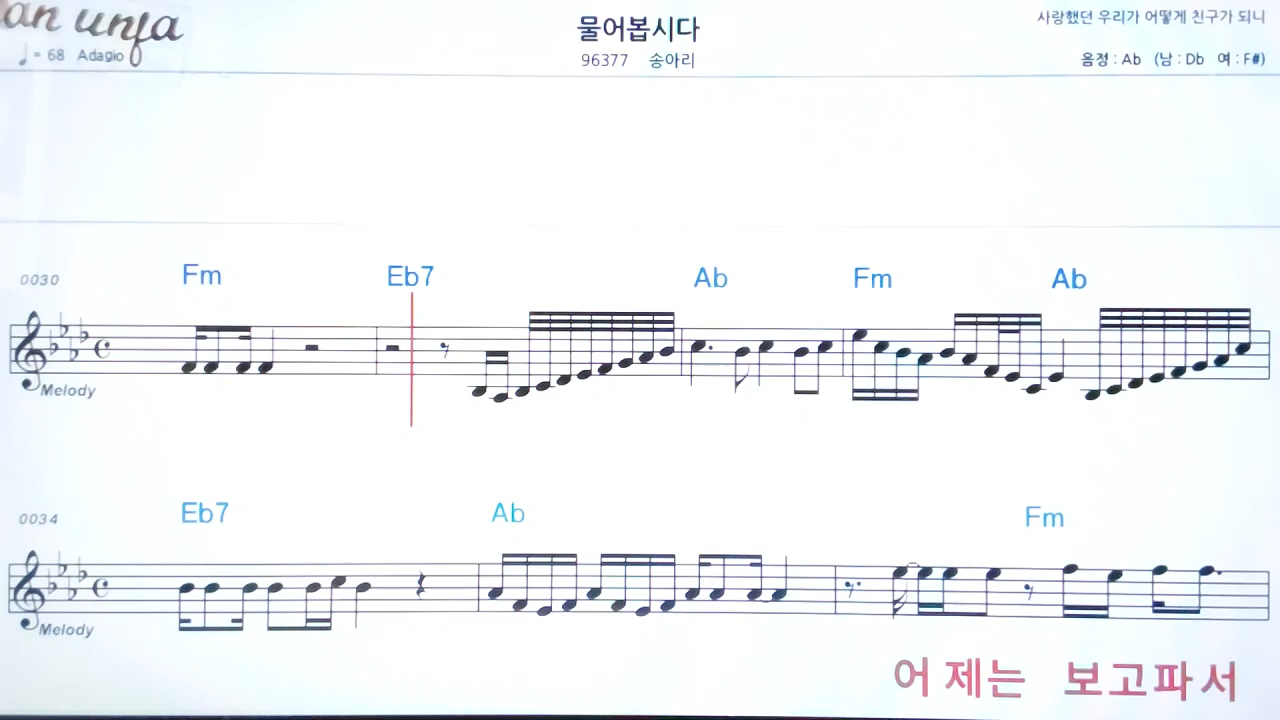 an unfa
♩= 68 Adagio
물어봅시다
96377 송아리
사랑했던 우리가 어떻게 친구가 되니
음정 : Ab (남 : Db 여 : F#)
0030 Fm Eb7 Ab Fm Ab
Melody
0034 Eb7 Ab Fm
Melody
어 제는 보고파서